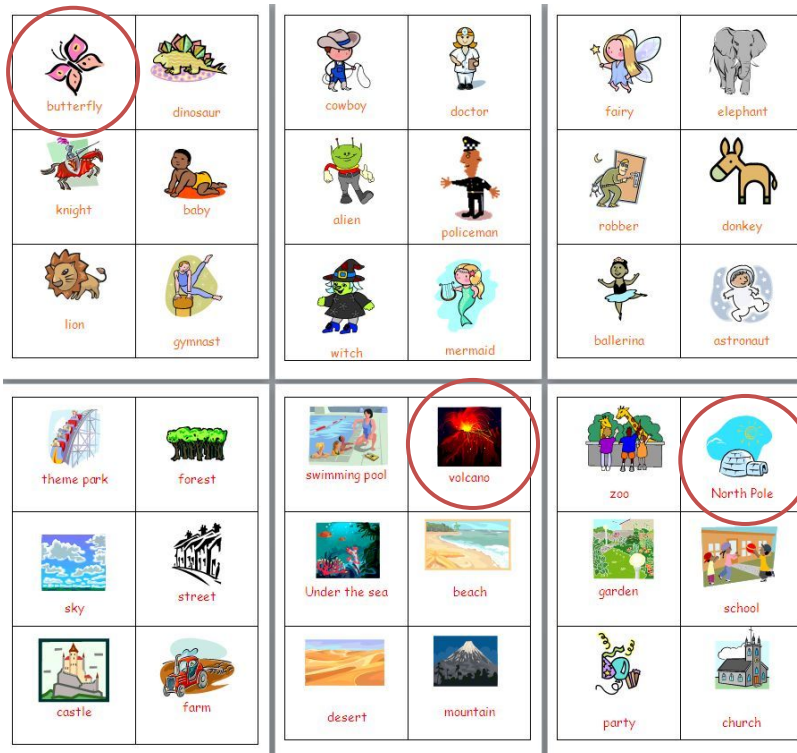 butterfly
dinosaur
knight
baby
lion
gymnast
cowboy
doctor
alien
policeman
witch
mermaid
fairy
elephant
robber
donkey
ballerina
astronaut
theme park
forest
sky
street
castle
farm
swimming pool
volcano
Under the sea
beach
desert
mountain
zoo
North Pole
garden
school
party
church